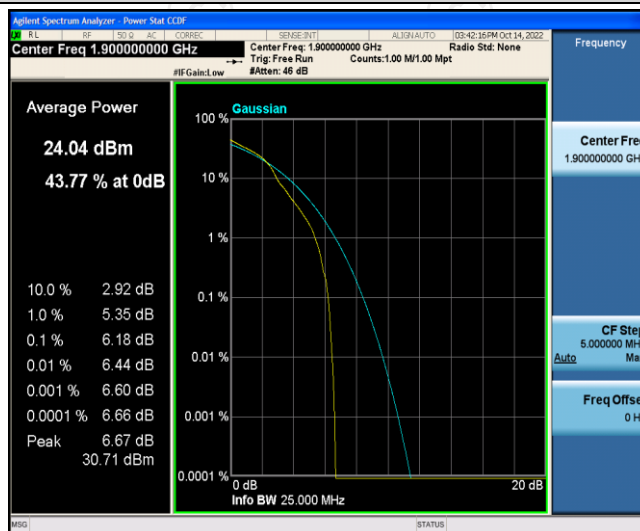 Agilent Spectrum Analyzer - Power Stat CCDF
RL RF 50 Ω AC CORREC SENSE:INT ALIGNAUTO 03:42:16PM Oct 14, 2022
Center Freq 1.900000000 GHz
Center Freq: 1.900000000 GHz Radio Std: None
Trig: Free Run Counts:1.00 M/1.00 Mpt
#IFGain:Low #Atten: 46 dB
Frequency
Average Power
24.04 dBm
43.77 % at 0dB
10.0 % 2.92 dB
1.0 % 5.35 dB
0.1 % 6.18 dB
0.01 % 6.44 dB
0.001 % 6.60 dB
0.0001 % 6.66 dB
Peak 6.67 dB
30.71 dBm
Gaussian
100 %
10 %
1 %
0.1 %
0.01 %
0.001 %
0.0001 %
0 dB 20 dB
Info BW 25.000 MHz
Center Fre
1.900000000 GH
CF Ste
5.000000 MH
Auto Ma
Freq Offse
0 H
MSG STATUS